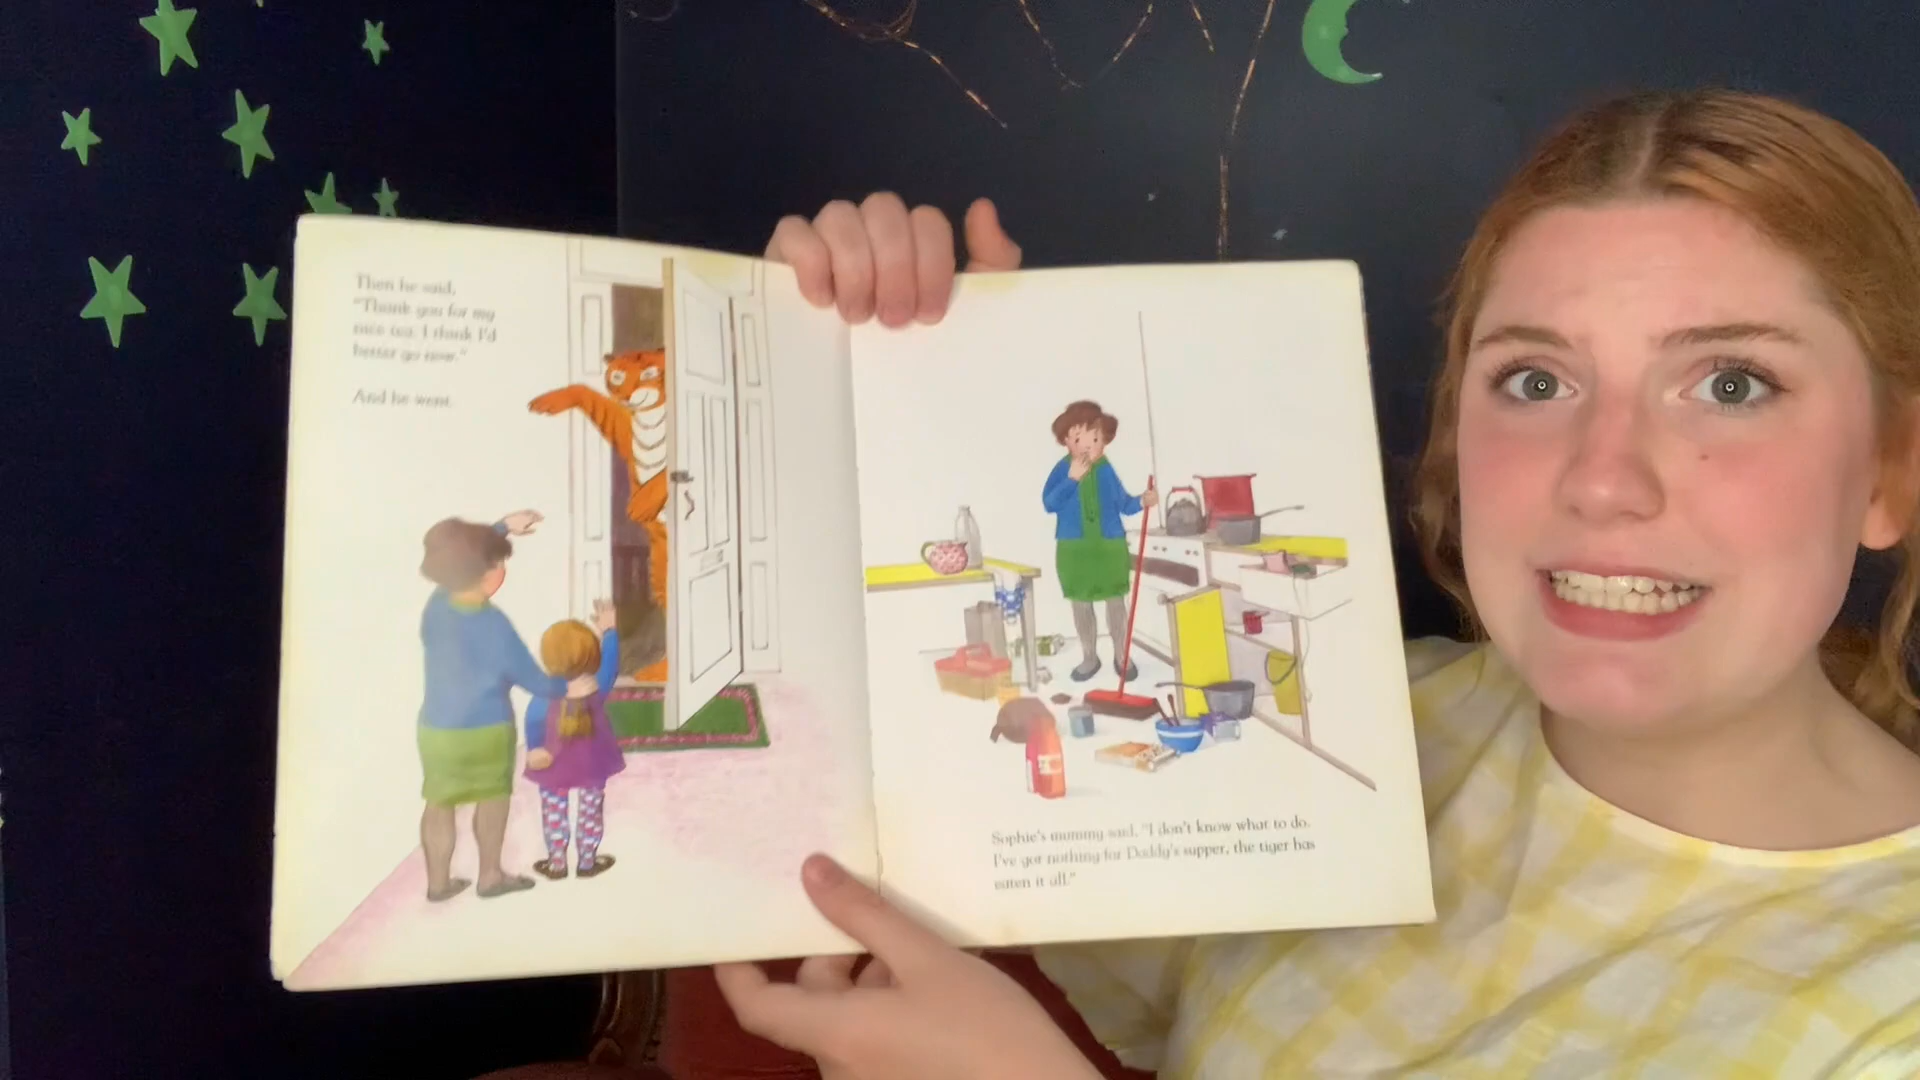 Then he said,
"Thank you for my
nice tea. I think I'd
better go now."
And he went.
Sophie's mummy said, "I don't know what to do.
I've got nothing for Daddy's supper, the tiger has
eaten it all."